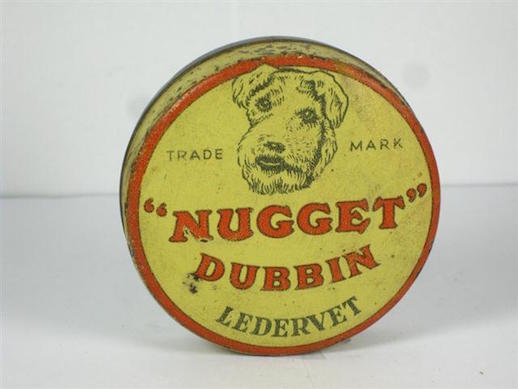 TRADE MARK
"NUGGET"
DUBBIN
LEDERVET